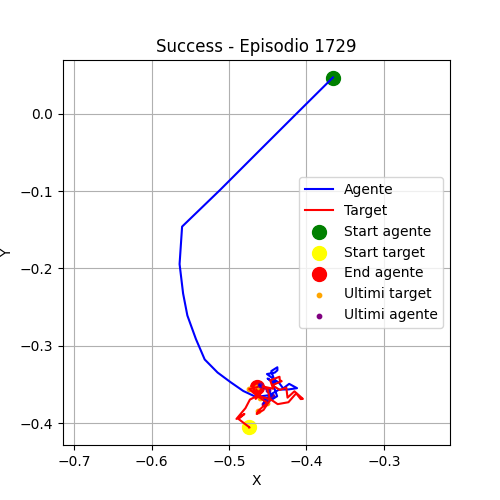 Success - Episodio 1729
0.0
−0.1
−0.2
−0.3
−0.4
Y
Agente
Target
Start agente
Start target
End agente
Ultimi target
Ultimi agente
−0.7 −0.6 −0.5 −0.4 −0.3
X